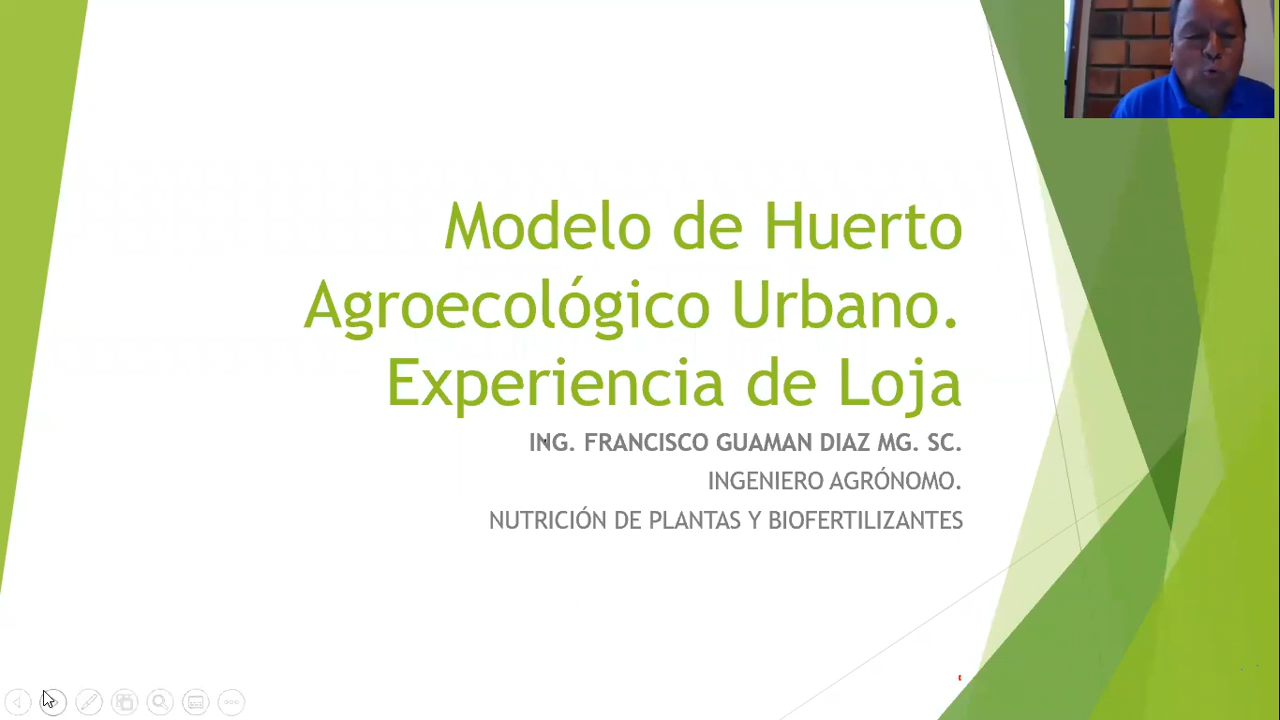 Modelo de Huerto
Agroecológico Urbano.
Experiencia de Loja
ING. FRANCISCO GUAMAN DIAZ MG. SC.
INGENIERO AGRÓNOMO.
NUTRICIÓN DE PLANTAS Y BIOFERTILIZANTES